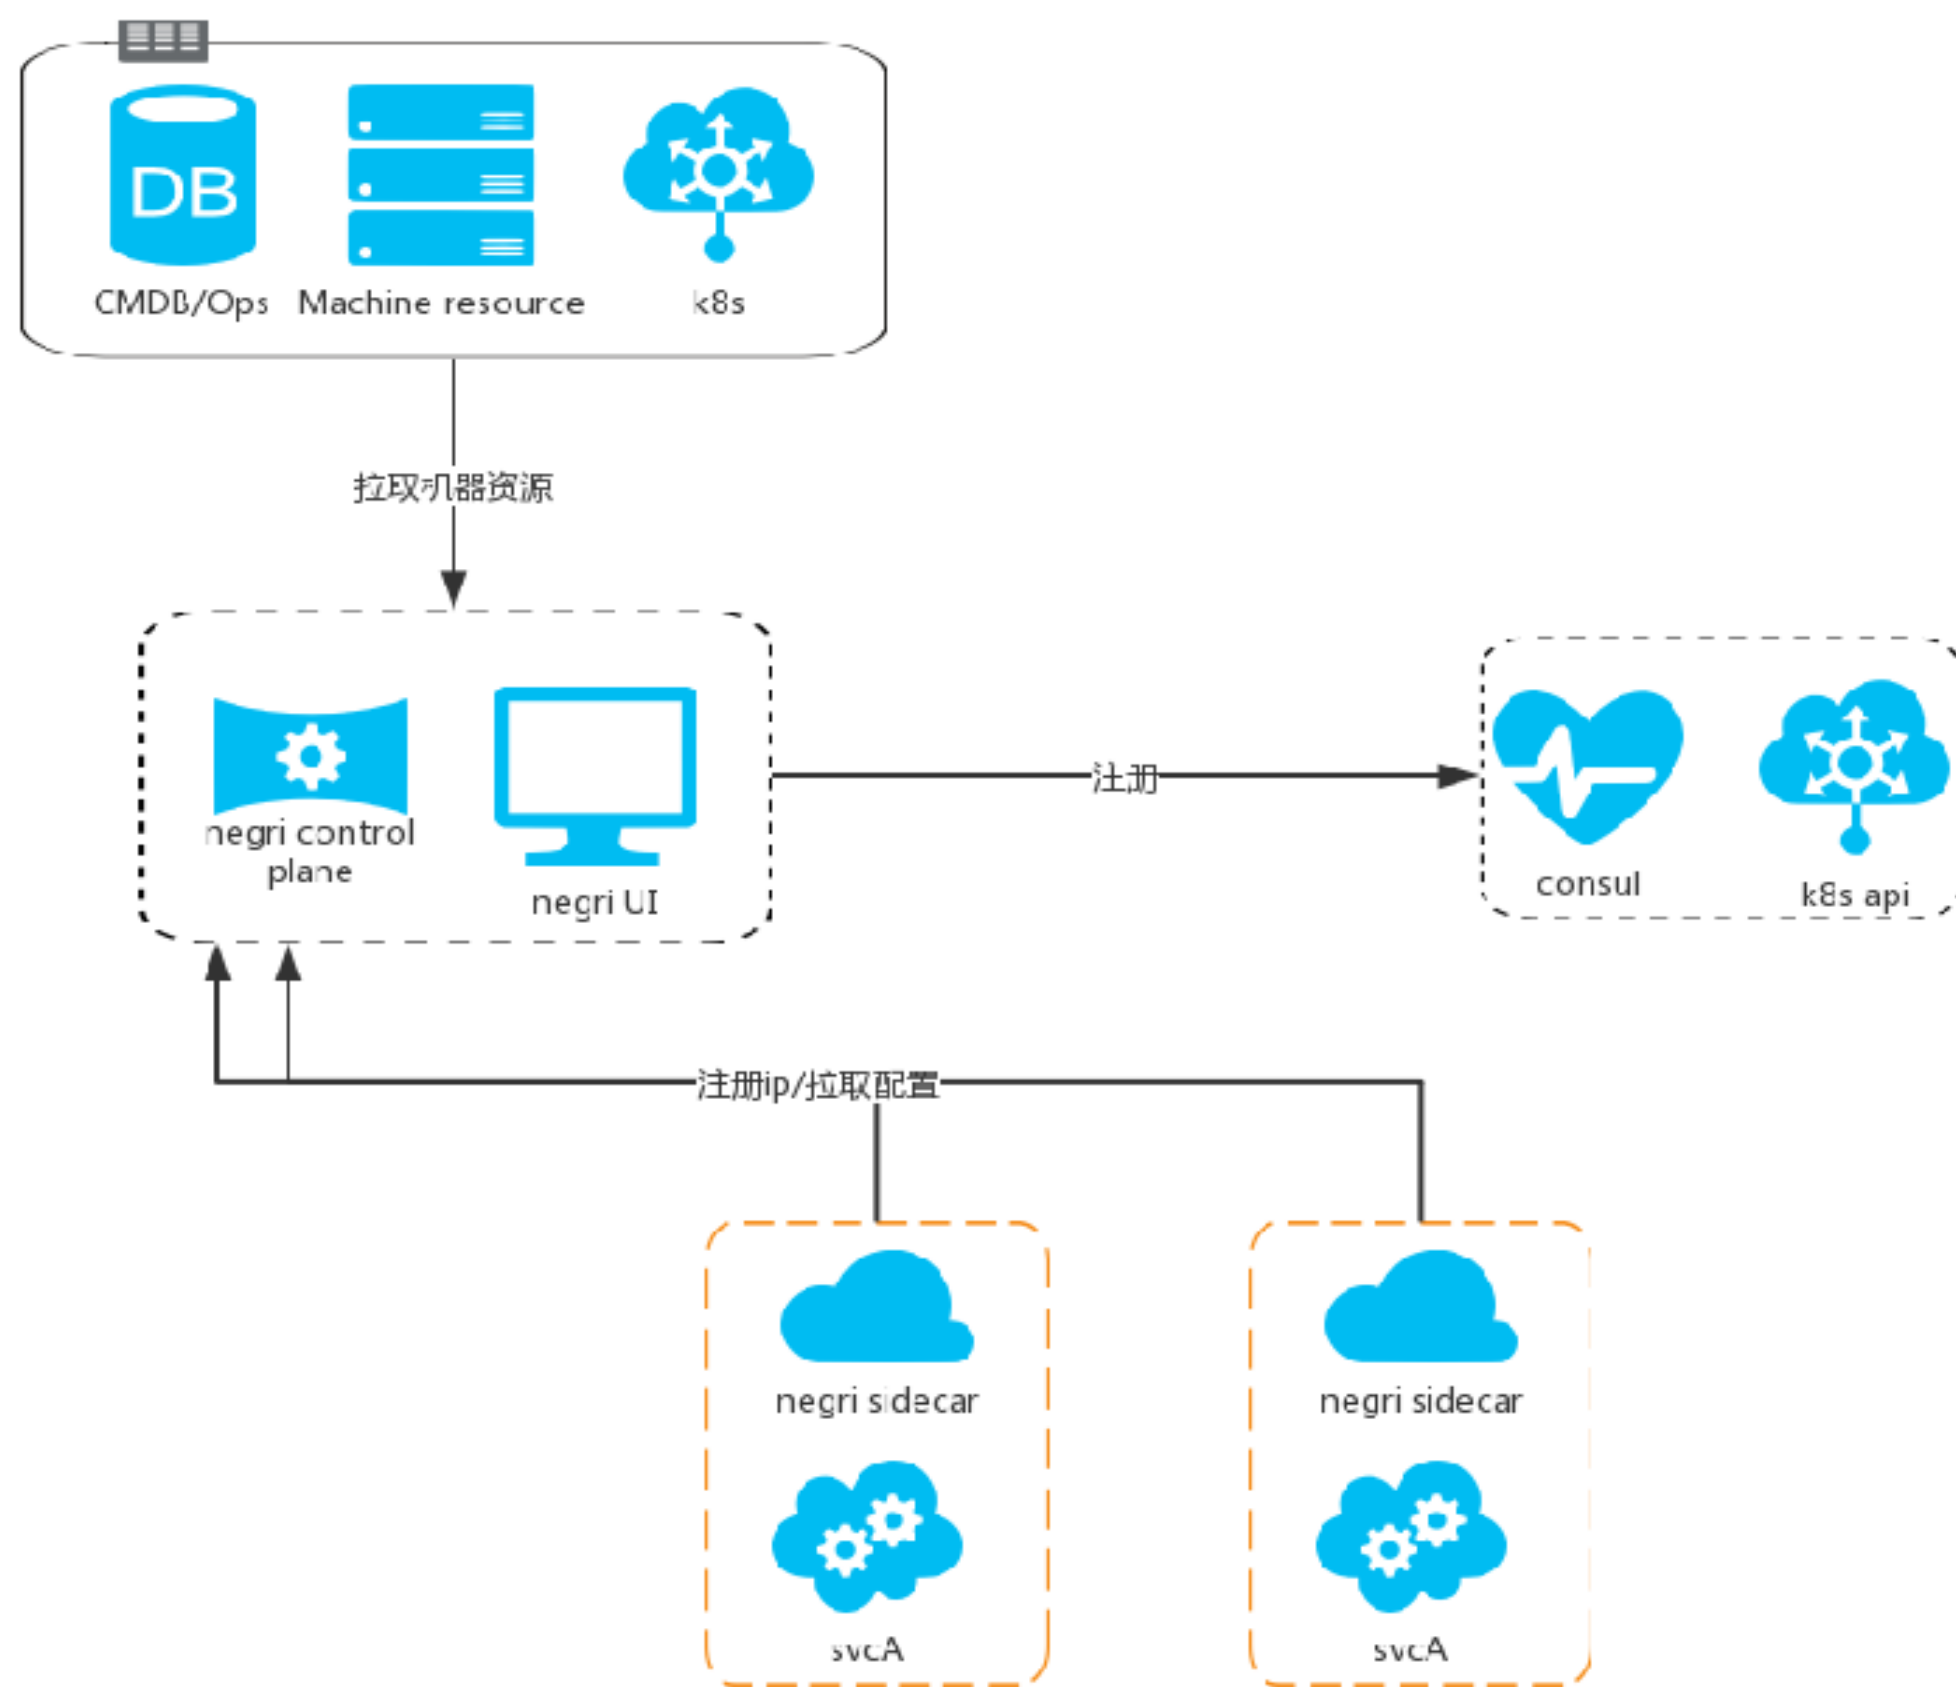 DB
CMDB/Ops
Machine resource
k8s
拉取机器资源
negri control
plane
negri UI
注册
consul
k8s api
注册ip/拉取配置
negri sidecar
negri sidecar
svcA
svcA